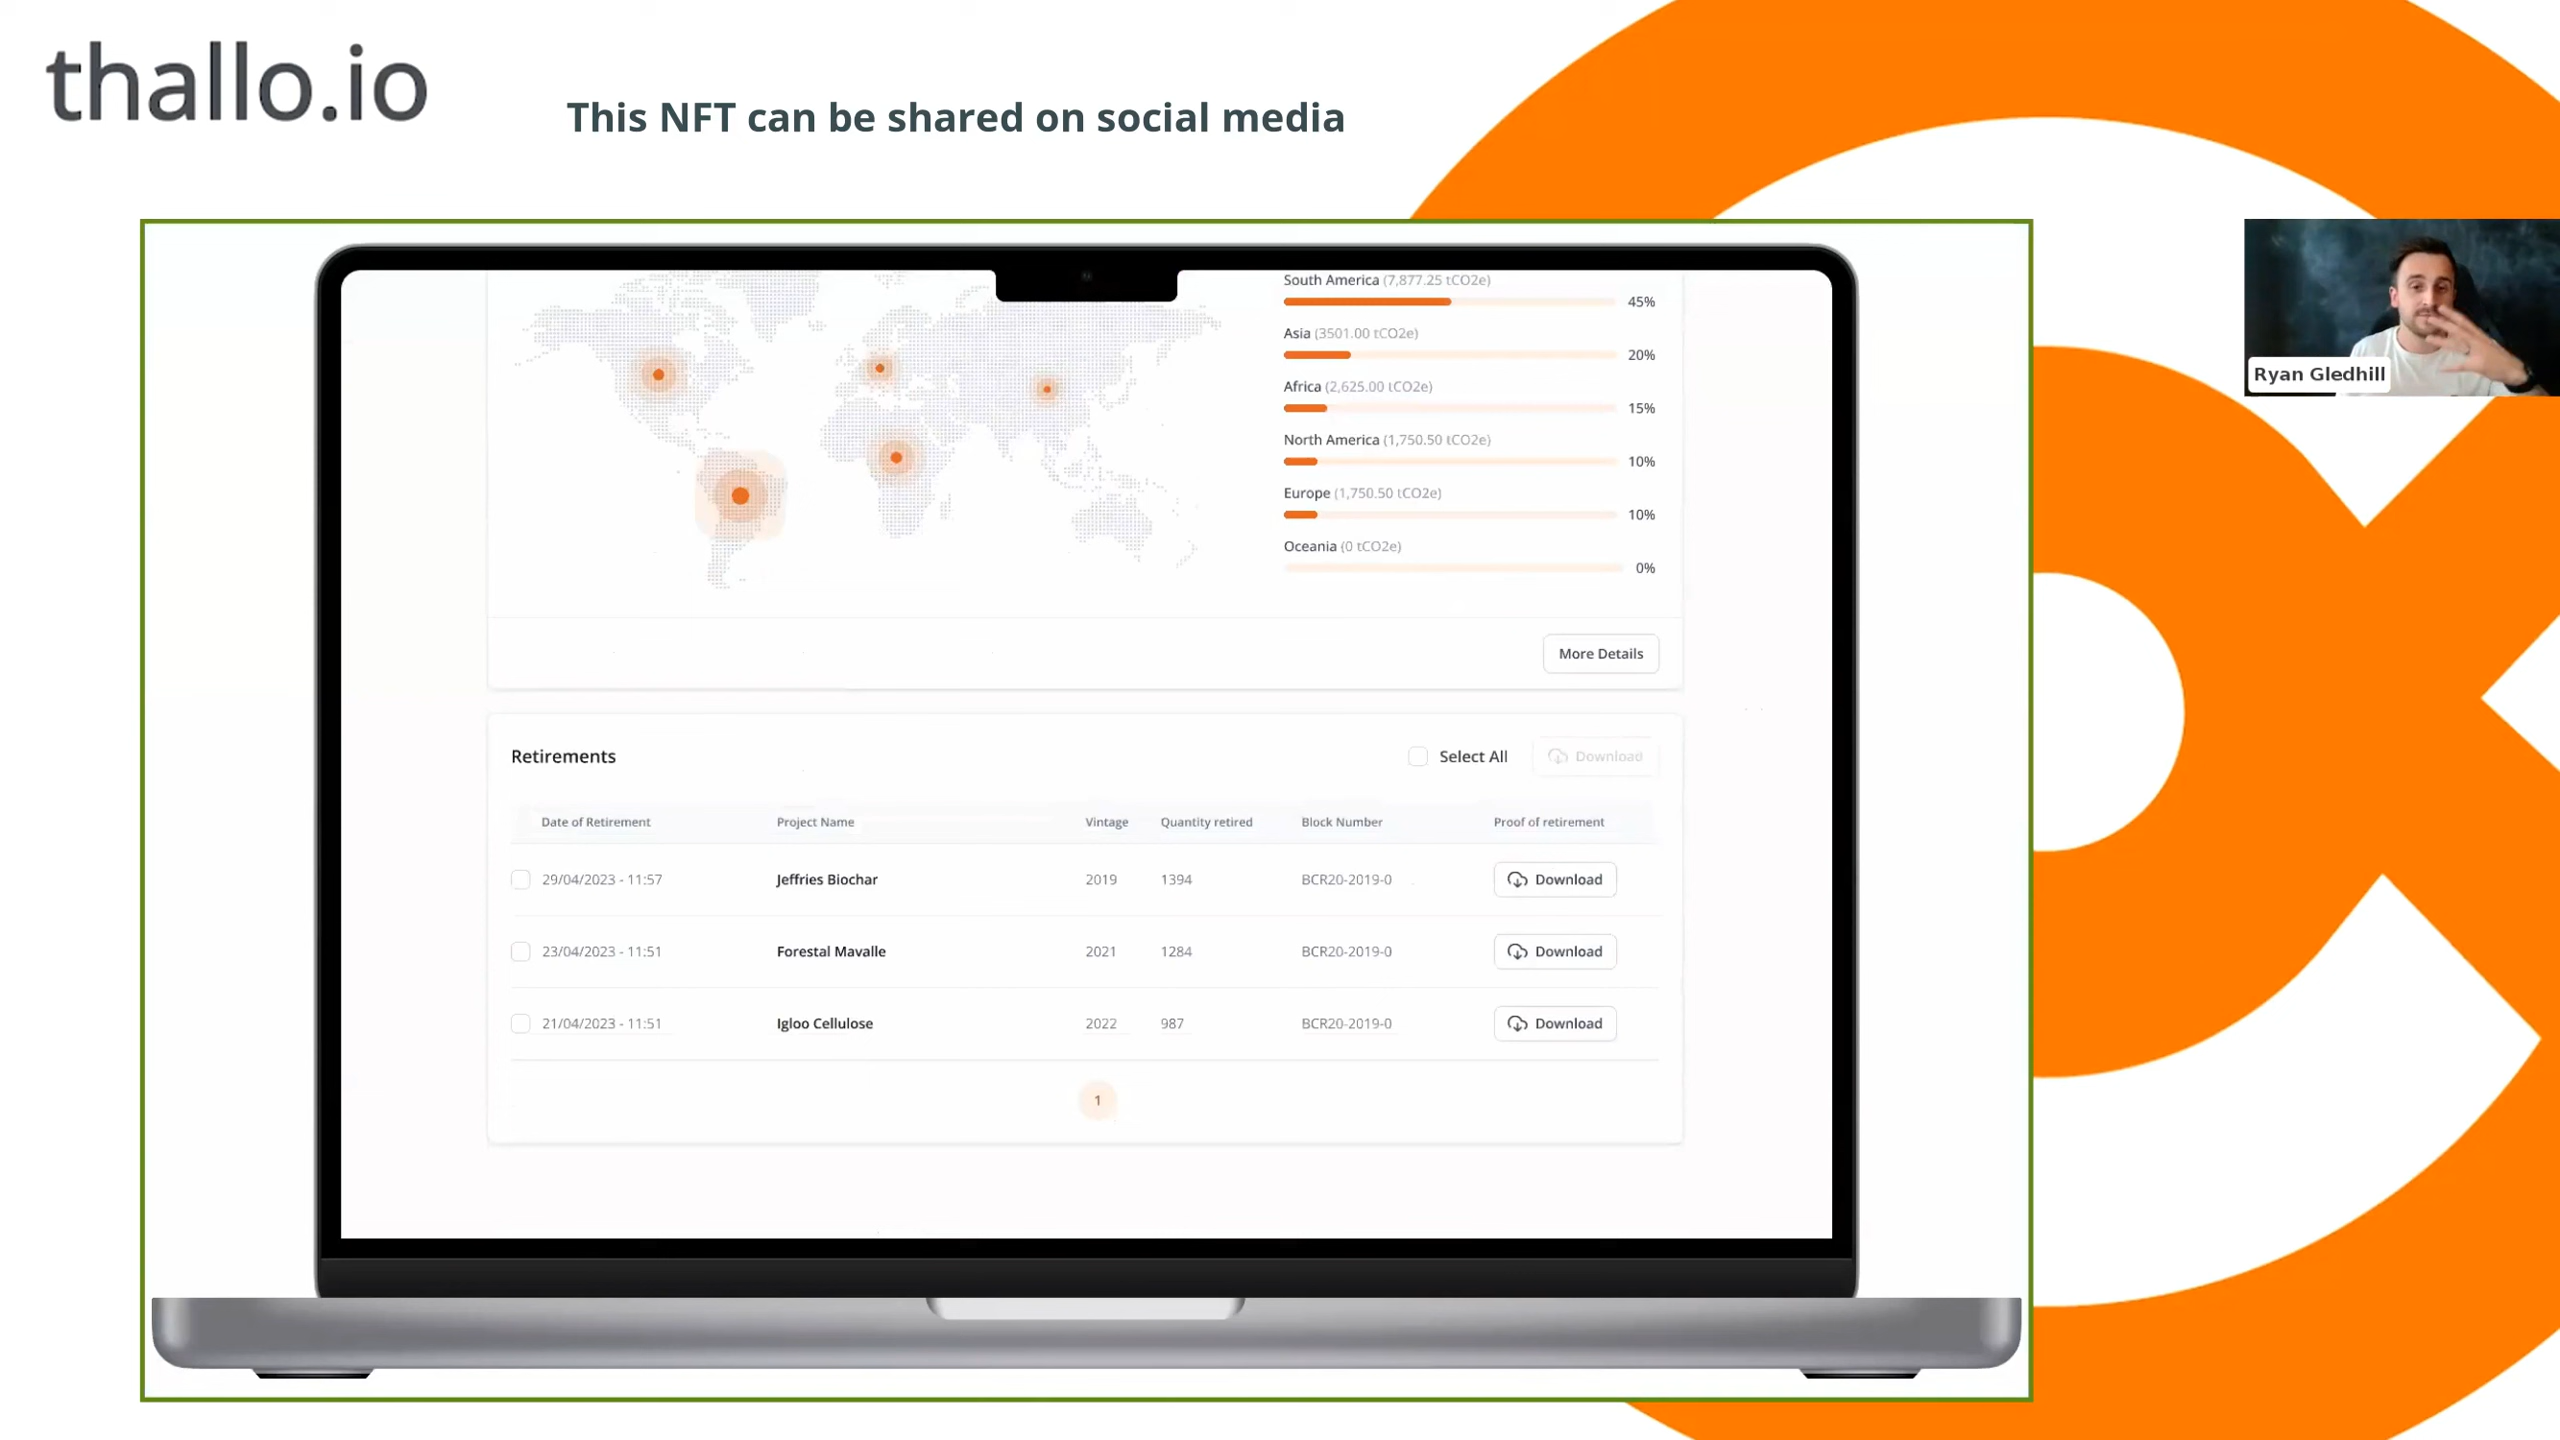 thallo.io
This NFT can be shared on social media
South America (7,877.25 tCO2e)
45%
Asia (3501.00 tCO2e)
20%
Africa (2,625.00 tCO2e)
15%
North America (1,750.50 tCO2e)
10%
Europe (1,750.50 tCO2e)
10%
Oceania (0 tCO2e)
0%
More Details
Ryan Gledhill
Retirements Select All Download
Date of Retirement Project Name Vintage Quantity retired Block Number Proof of retirement
29/04/2023 - 11:57 Jeffries Biochar 2019 1394 BCR20-2019-0 Download
23/04/2023 - 11:51 Forestal Mavalle 2021 1284 BCR20-2019-0 Download
21/04/2023 - 11:51 Igloo Cellulose 2022 987 BCR20-2019-0 Download
1